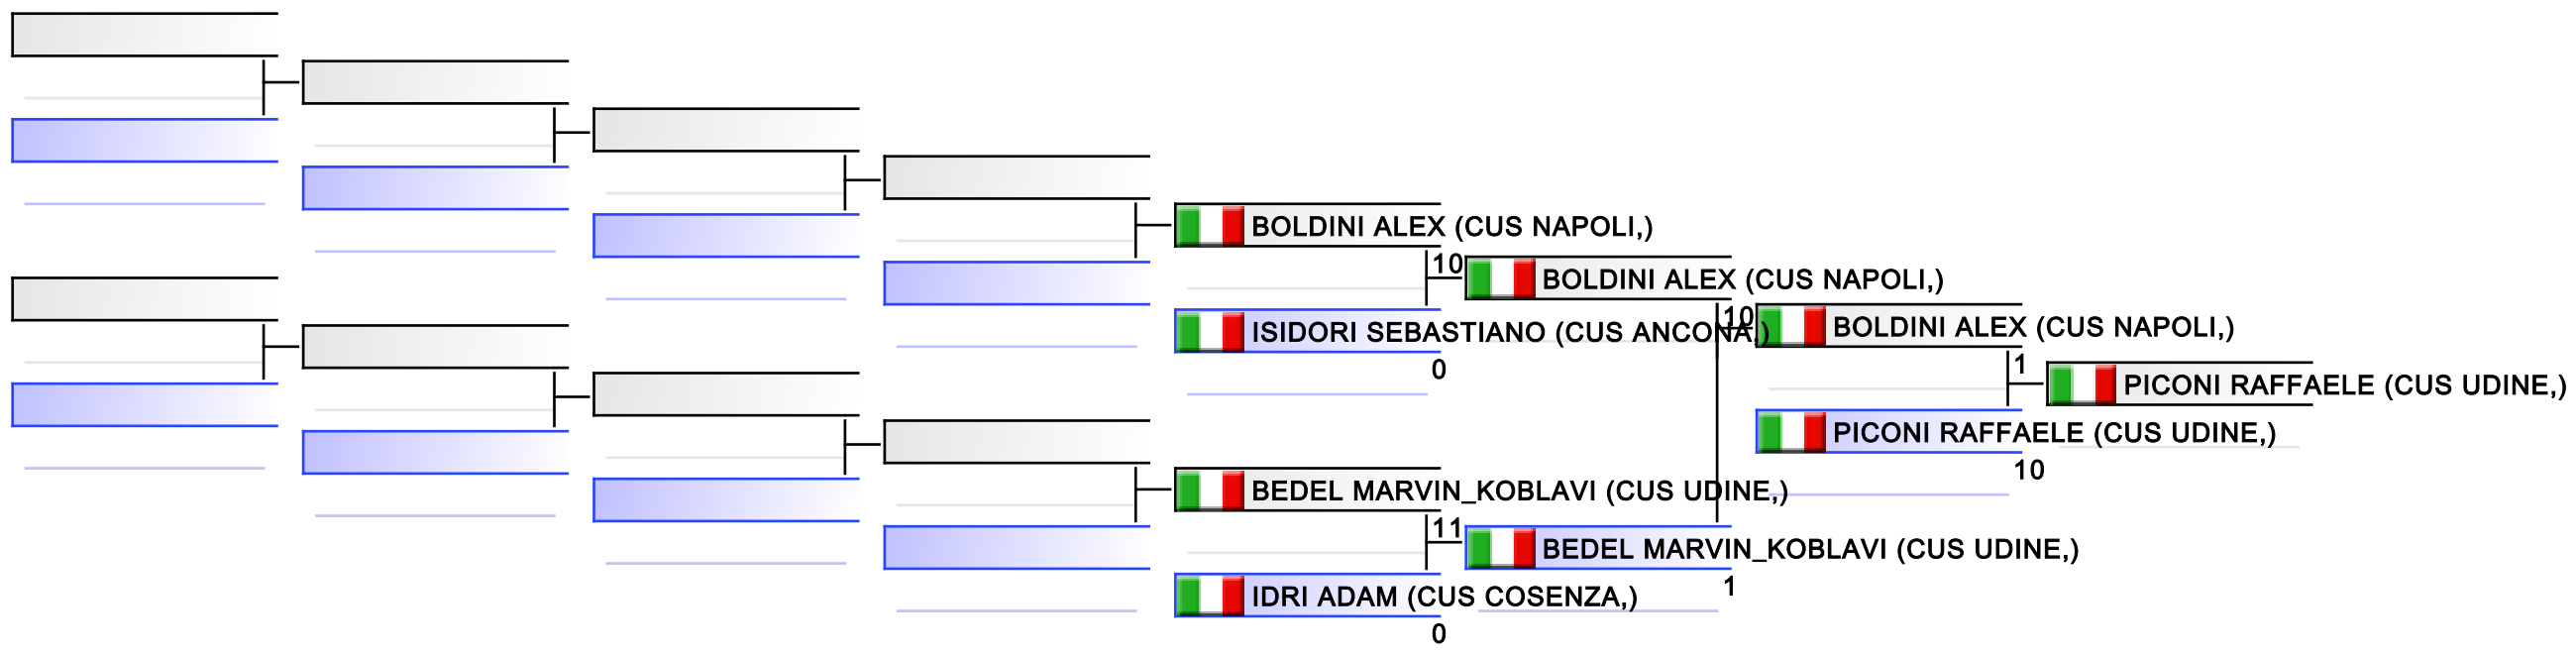 BOLDINI ALEX (CUS NAPOLI,)
10
BOLDINI ALEX (CUS NAPOLI,)
ISIDORI SEBASTIANO (CUS ANCONA,)
0
10
BOLDINI ALEX (CUS NAPOLI,)
1
PICONI RAFFAELE (CUS UDINE,)
PICONI RAFFAELE (CUS UDINE,)
10
BEDEL MARVIN_KOBLAVI (CUS UDINE,)
11
BEDEL MARVIN_KOBLAVI (CUS UDINE,)
1
IDRI ADAM (CUS COSENZA,)
0